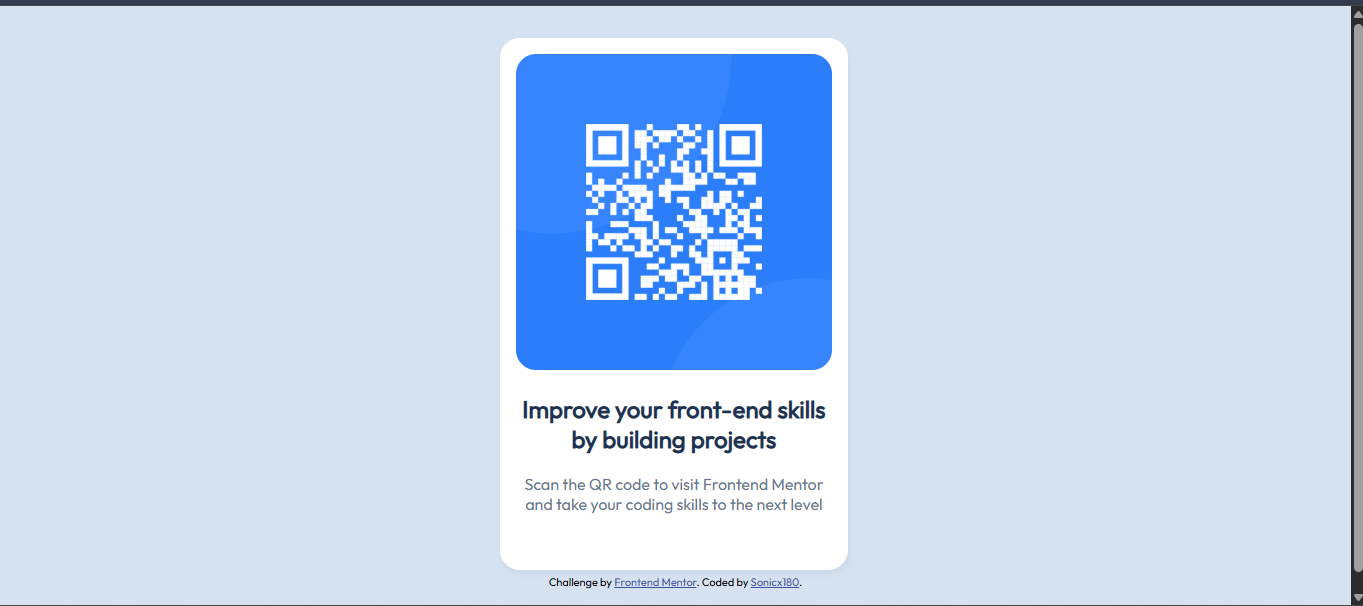 Improve your front-end skills
by building projects
Scan the QR code to visit Frontend Mentor
and take your coding skills to the next level
Challenge by Frontend Mentor. Coded by Sonicx180.